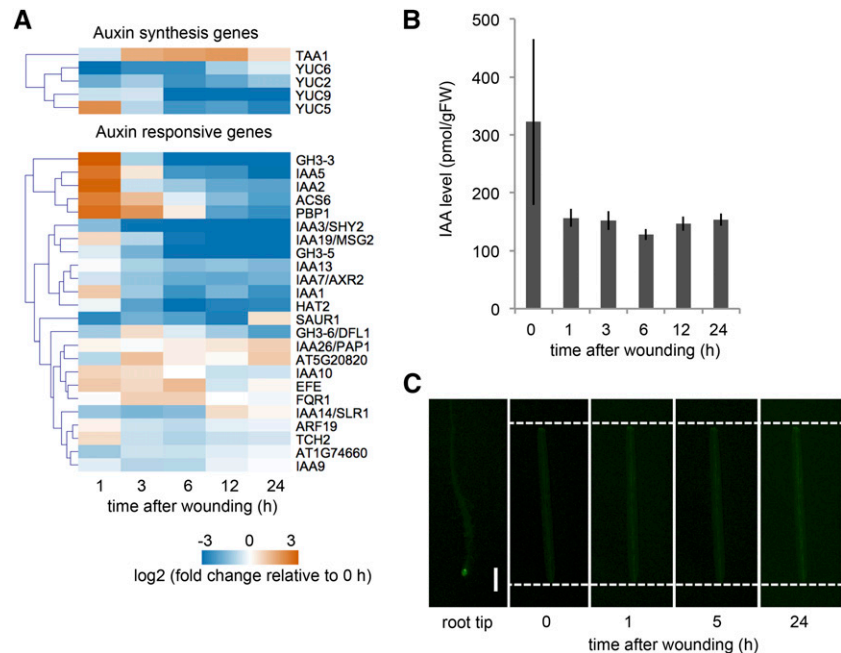 A
Auxin synthesis genes
TAA1
YUC6
YUC2
YUC9
YUC5
Auxin responsive genes
GH3-3
IAA5
IAA2
ACS6
PBP1
IAA3/SHY2
IAA19/MSG2
GH3-5
IAA13
IAA7/AXR2
IAA1
HAT2
SAUR1
GH3-6/DFL1
IAA26/PAP1
AT5G20820
IAA10
EFE
FQR1
IAA14/SLR1
ARF19
TCH2
AT1G74660
IAA9
1 3 6 12 24
time after wounding (h)
-3 0 3
log2 (fold change relative to 0 h)
B
IAA level (pmol/gFW)
500
400
300
200
100
0
0 1 3 6 12 24
time after wounding (h)
C
root tip 0 1 5 24
time after wounding (h)